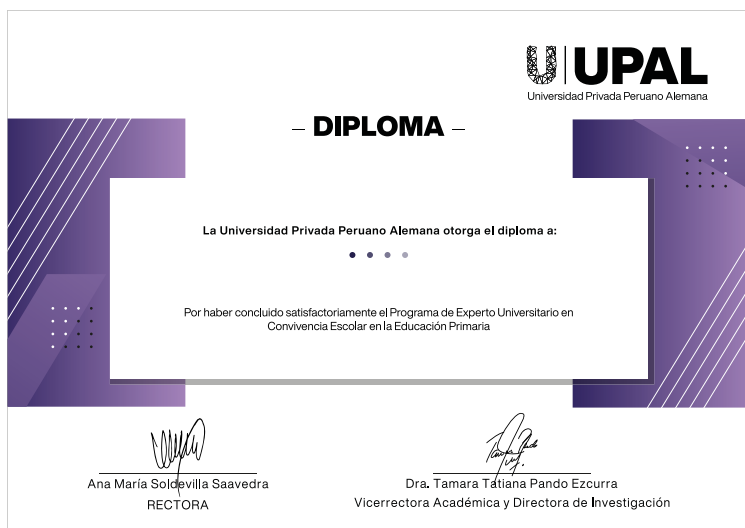 UPAL
Universidad Privada Peruano Alemana
– DIPLOMA –
La Universidad Privada Peruano Alemana otorga el diploma a:
Por haber concluido satisfactoriamente el Programa de Experto Universitario en
Convivencia Escolar en la Educación Primaria
Ana María Soldevilla Saavedra
RECTORA
Dra. Tamara Tatiana Pando Ezcurra
Vicerrectora Académica y Directora de Investigación